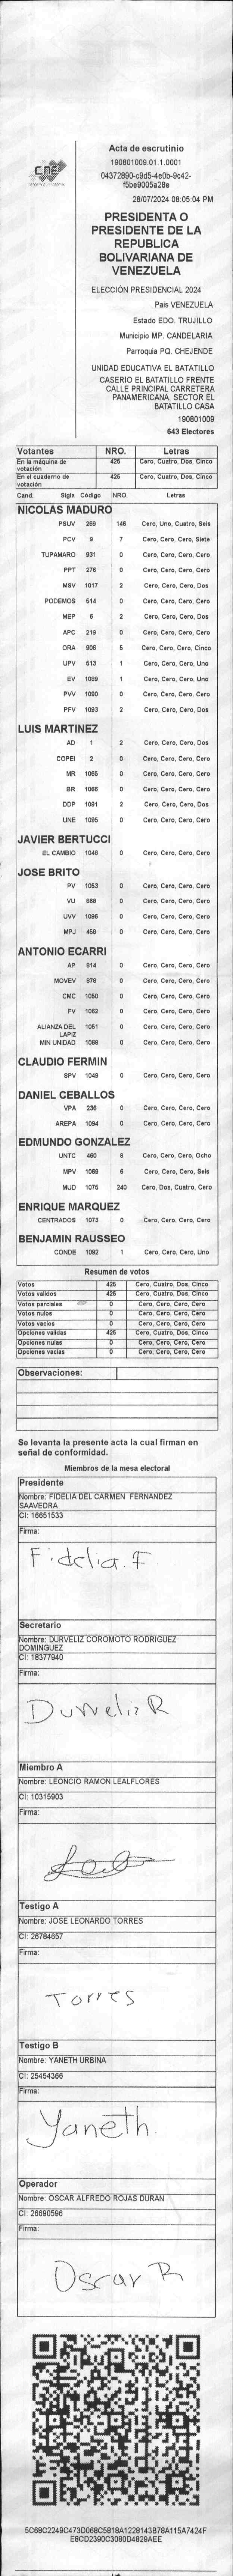 CNE
Acta de escrutinio
190801009.01.1.0001
04372890-c9d5-4e0b-9c42-
f5be9005a28e
28/07/2024 08:05:04 PM
PRESIDENTA O
PRESIDENTE DE LA
REPUBLICA
BOLIVARIANA DE
VENEZUELA
ELECCIÓN PRESIDENCIAL 2024
Pais VENEZUELA
Estado EDO. TRUJILLO
Municipio MP. CANDELARIA
Parroquia PQ. CHEJENDE
UNIDAD EDUCATIVA EL BATATILLO
CASERIO EL BATATILLO FRENTE
CALLE PRINCIPAL CARRETERA
PANAMERICANA, SECTOR EL
BATATILLO CASA
190801009
643 Electores
Votantes NRO. Letras
En la máquina de votación 425 Cero, Cuatro, Dos, Cinco
En el cuaderno de votación 425 Cero, Cuatro, Dos, Cinco
Cand. Sigla Código NRO. Letras
NICOLAS MADURO
PSUV 269 146 Cero, Uno, Cuatro, Seis
PCV 9 7 Cero, Cero, Cero, Siete
TUPAMARO 931 0 Cero, Cero, Cero, Cero
PPT 276 0 Cero, Cero, Cero, Cero
MSV 1017 2 Cero, Cero, Cero, Dos
PODEMOS 514 0 Cero, Cero, Cero, Cero
MEP 6 2 Cero, Cero, Cero, Dos
APC 219 0 Cero, Cero, Cero, Cero
ORA 906 5 Cero, Cero, Cero, Cinco
UPV 513 1 Cero, Cero, Cero, Uno
EV 1089 1 Cero, Cero, Cero, Uno
PVV 1090 0 Cero, Cero, Cero, Cero
PFV 1093 2 Cero, Cero, Cero, Dos
LUIS MARTINEZ
AD 1 2 Cero, Cero, Cero, Dos
COPEI 2 0 Cero, Cero, Cero, Cero
MR 1065 0 Cero, Cero, Cero, Cero
BR 1066 0 Cero, Cero, Cero, Cero
DDP 1091 2 Cero, Cero, Cero, Dos
UNE 1095 0 Cero, Cero, Cero, Cero
JAVIER BERTUCCI
EL CAMBIO 1046 0 Cero, Cero, Cero, Cero
JOSE BRITO
PV 1053 0 Cero, Cero, Cero, Cero
VU 868 0 Cero, Cero, Cero, Cero
UVV 1096 0 Cero, Cero, Cero, Cero
MPJ 458 0 Cero, Cero, Cero, Cero
ANTONIO ECARRI
AP 814 0 Cero, Cero, Cero, Cero
MOVEV 878 0 Cero, Cero, Cero, Cero
CMC 1050 0 Cero, Cero, Cero, Cero
FV 1062 0 Cero, Cero, Cero, Cero
ALIANZA DEL LAPIZ 1051 0 Cero, Cero, Cero, Cero
MIN UNIDAD 1068 0 Cero, Cero, Cero, Cero
CLAUDIO FERMIN
SPV 1049 0 Cero, Cero, Cero, Cero
DANIEL CEBALLOS
VPA 236 0 Cero, Cero, Cero, Cero
AREPA 1094 0 Cero, Cero, Cero, Cero
EDMUNDO GONZALEZ
UNTC 460 8 Cero, Cero, Cero, Ocho
MPV 1069 6 Cero, Cero, Cero, Seis
MUD 1075 240 Cero, Dos, Cuatro, Cero
ENRIQUE MARQUEZ
CENTRADOS 1073 0 Cero, Cero, Cero, Cero
BENJAMIN RAUSSEO
CONDE 1092 1 Cero, Cero, Cero, Uno
Resumen de votos
Votos 425 Cero, Cuatro, Dos, Cinco
Votos validos 425 Cero, Cuatro, Dos, Cinco
Votos parciales 0 Cero, Cero, Cero, Cero
Votos nulos 0 Cero, Cero, Cero, Cero
Votos vacios 0 Cero, Cero, Cero, Cero
Opciones validas 425 Cero, Cuatro, Dos, Cinco
Opciones nulas 0 Cero, Cero, Cero, Cero
Opciones vacias 0 Cero, Cero, Cero, Cero
Observaciones:
Se levanta la presente acta la cual firman en
señal de conformidad.
Miembros de la mesa electoral
Presidente
Nombre: FIDELIA DEL CARMEN FERNANDEZ
SAAVEDRA
CI: 16651533
Firma:
Fidelia.F
Secretario
Nombre: DURVELIZ COROMOTO RODRIGUEZ
DOMINGUEZ
CI: 18377940
Firma:
Durveliz R
Miembro A
Nombre: LEONCIO RAMON LEALFLORES
CI: 10315903
Firma:
Testigo A
Nombre: JOSE LEONARDO TORRES
CI: 26784657
Firma:
Torres
Testigo B
Nombre: YANETH URBINA
CI: 25454366
Firma:
Yaneth
Operador
Nombre: OSCAR ALFREDO ROJAS DURAN
CI: 26690596
Firma:
Oscar R
5C68C2249C473D068C5818A1228143B78A115A7424F
E8CD2390C3080D4829AEE